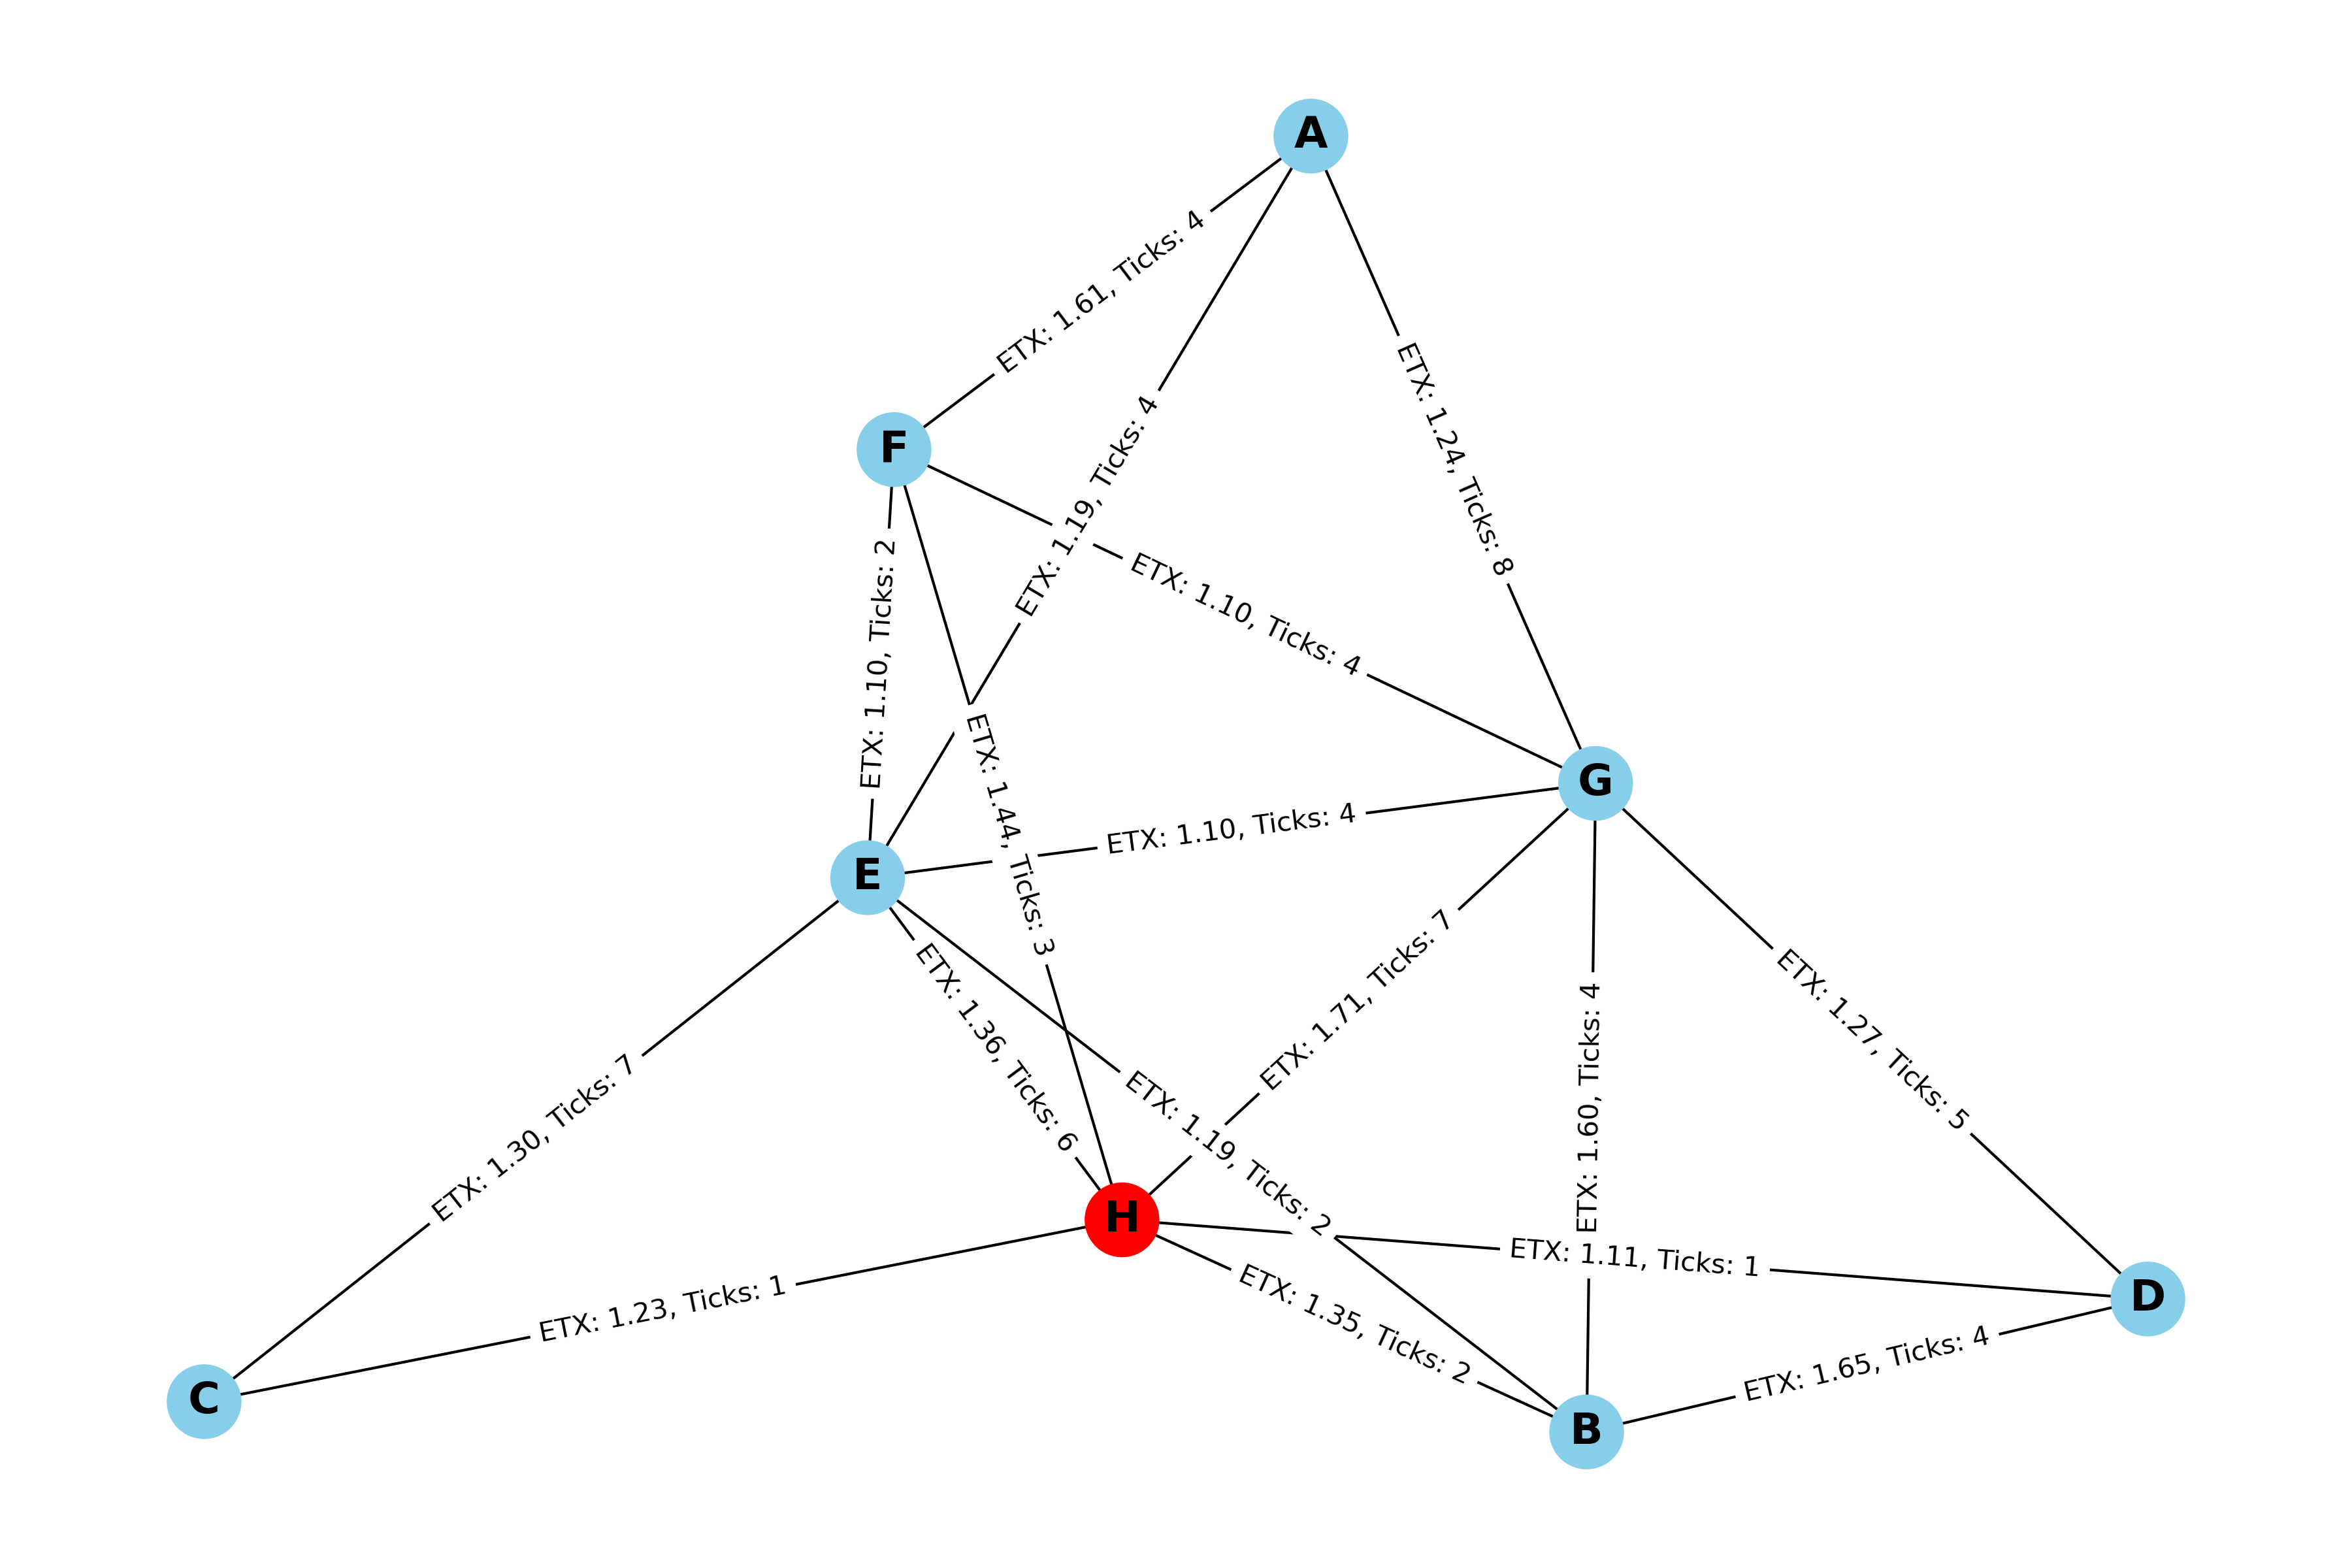 A
ETX: 1.61, Ticks: 4
F
ETX: 1.19, Ticks: 4
ETX: 1.24, Ticks: 8
ETX: 1.10, Ticks: 4
ETX: 1.10, Ticks: 2
G
ETX: 1.44, Ticks: 3
ETX: 1.10, Ticks: 4
E
ETX: 1.36, Ticks: 6
ETX: 1.71, Ticks: 7
ETX: 1.27, Ticks: 5
ETX: 1.60, Ticks: 4
ETX: 1.30, Ticks: 7
ETX: 1.19, Ticks: 2
H
ETX: 1.11, Ticks: 1
D
ETX: 1.23, Ticks: 1
ETX: 1.35, Ticks: 2
ETX: 1.65, Ticks: 4
C
B